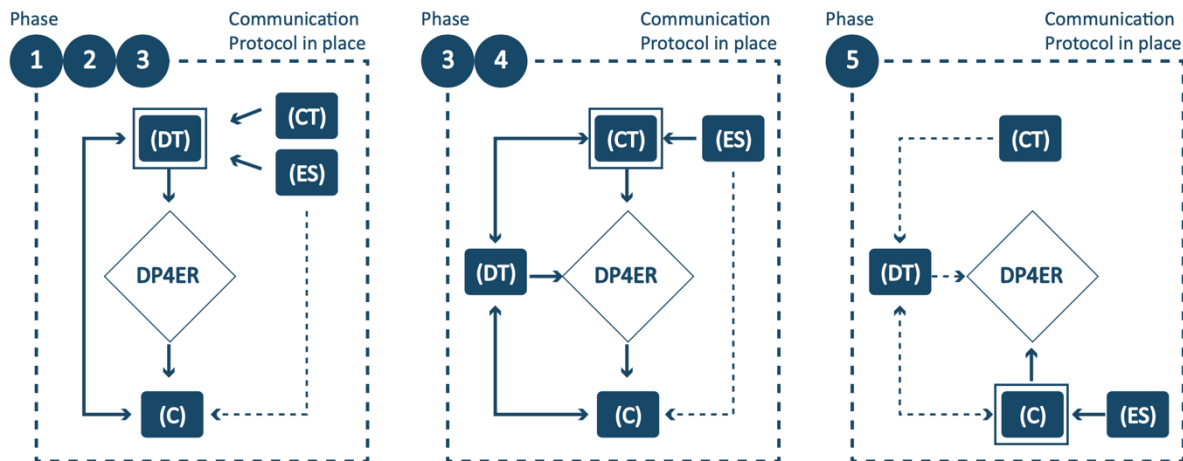 Phase
Communication
Protocol in place
1 2 3
(DT)
(CT)
(ES)
DP4ER
(C)
Phase
Communication
Protocol in place
3 4
(CT)
(ES)
(DT)
DP4ER
(C)
Phase
Communication
Protocol in place
5
(CT)
(DT)
DP4ER
(C)
(ES)